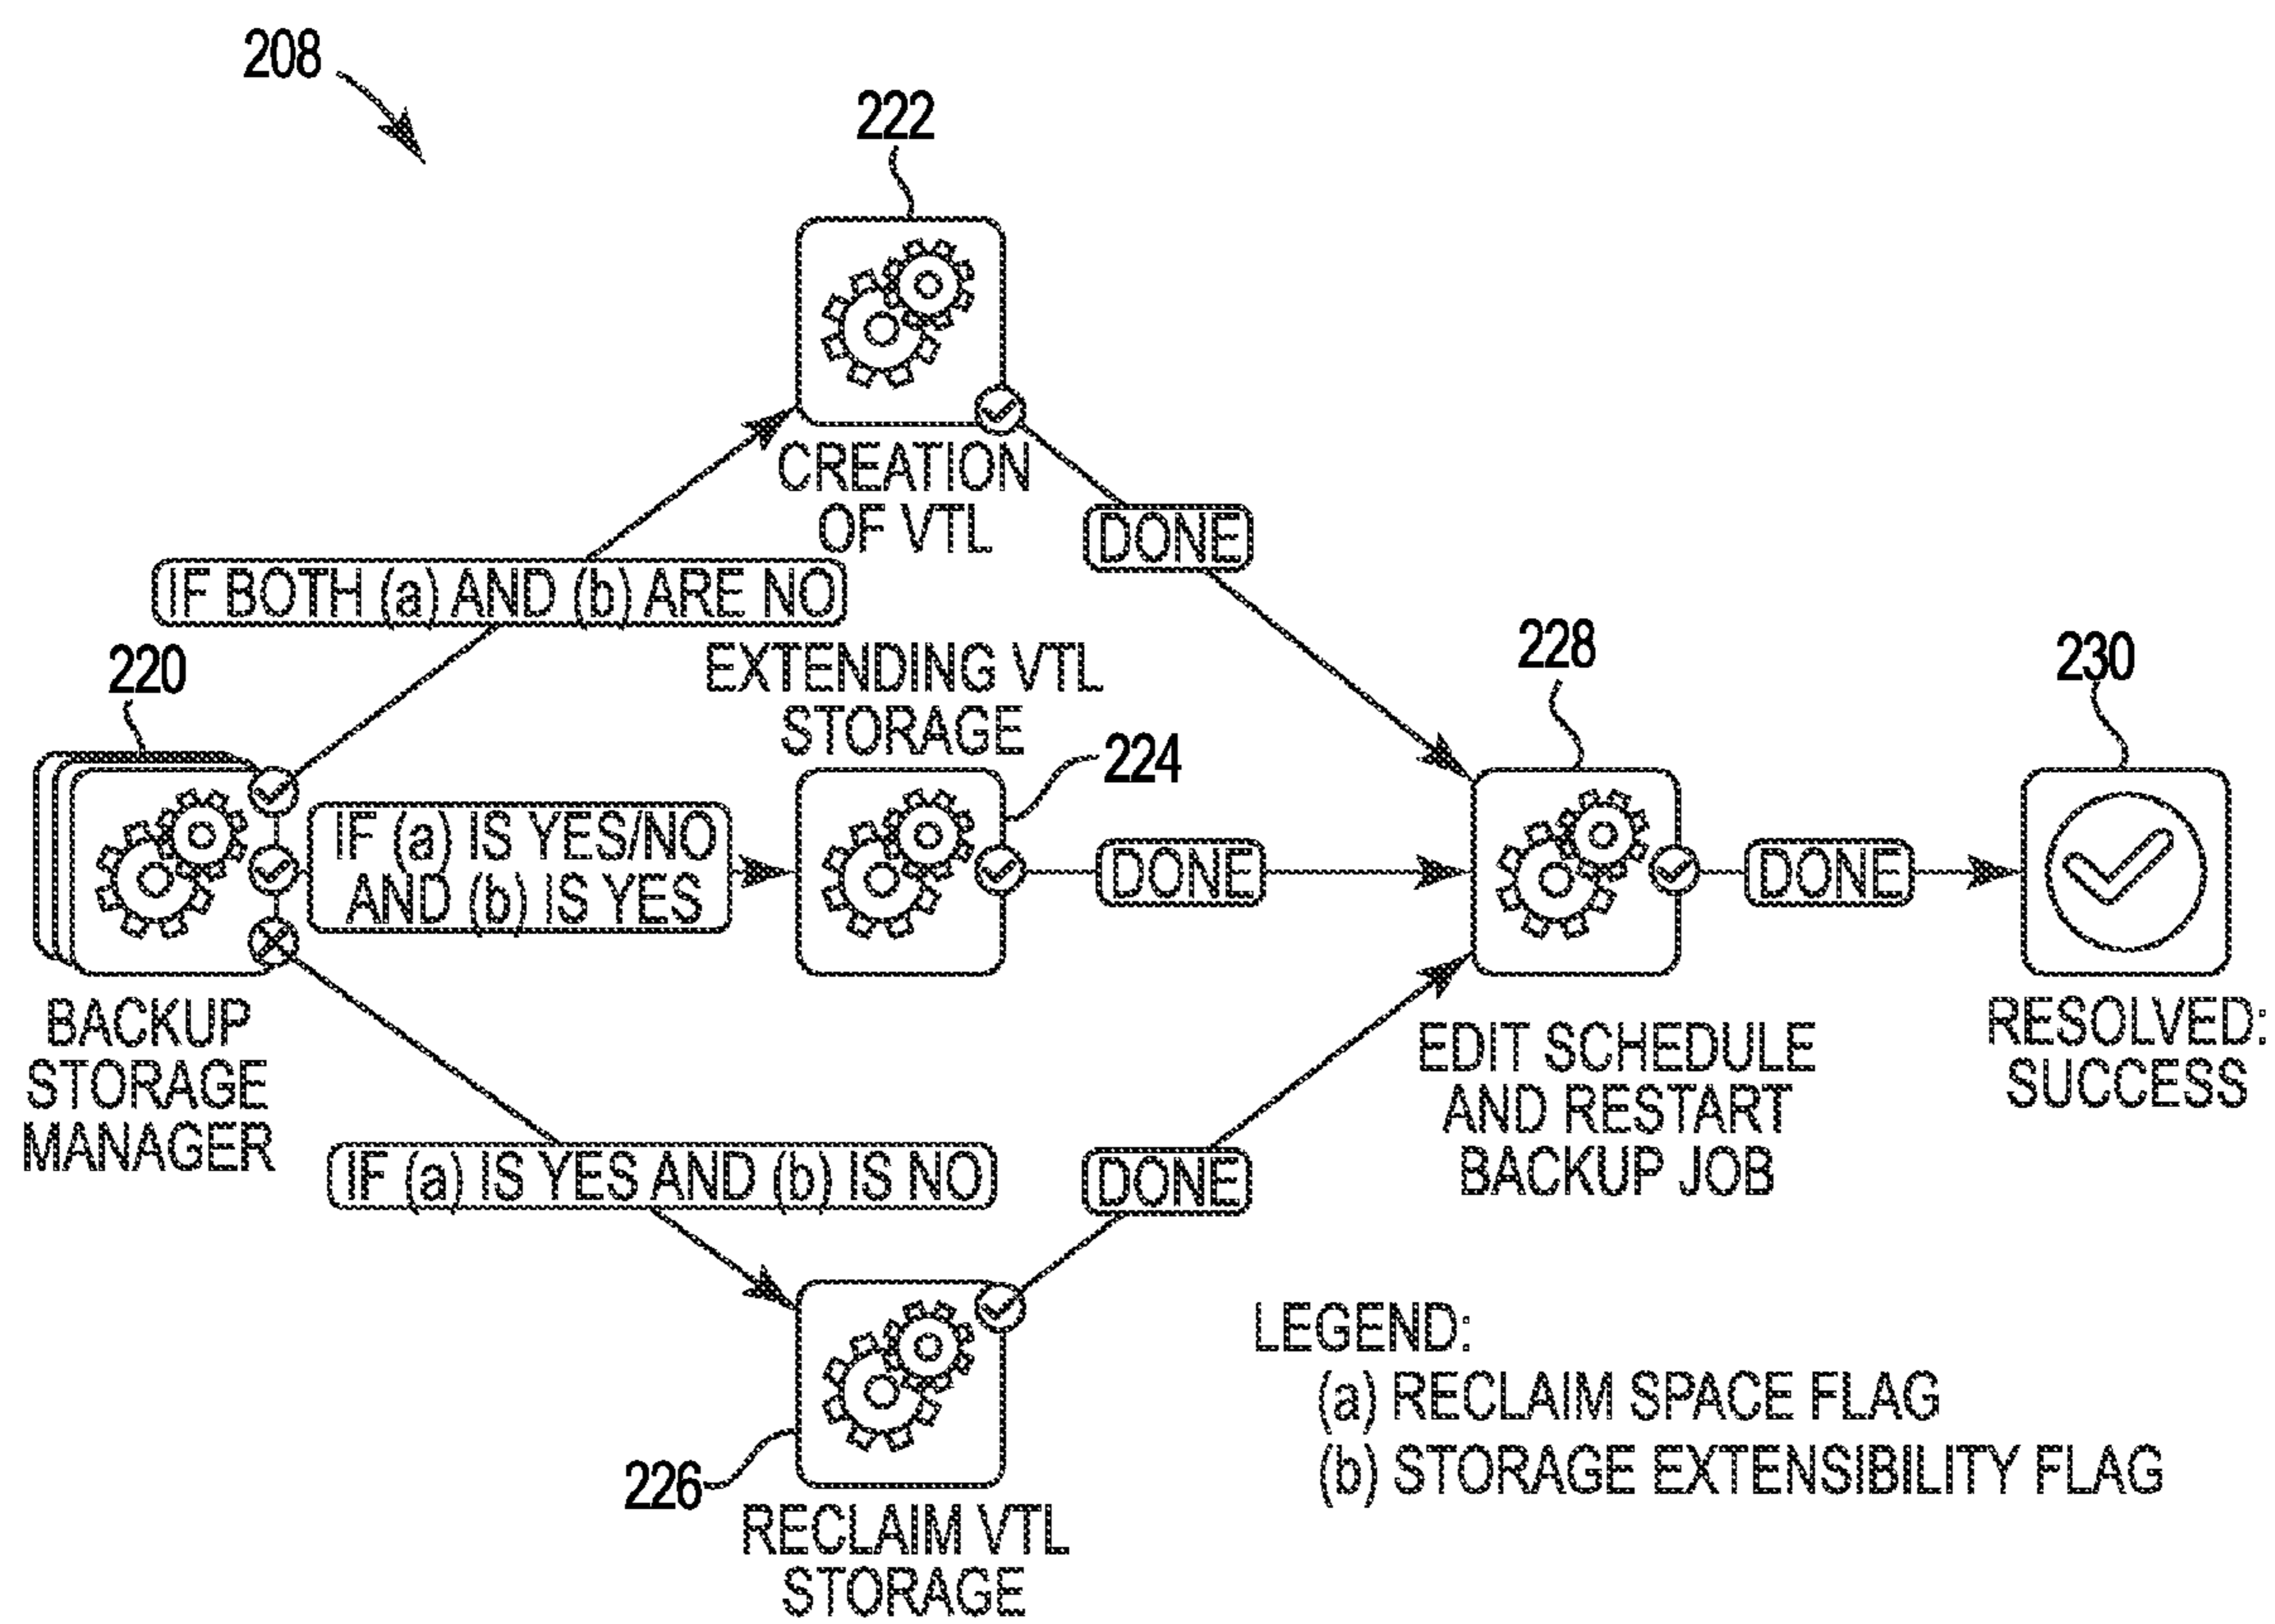 208
222
CREATION
OF VTL
DONE
IF BOTH (a) AND (b) ARE NO
220
EXTENDING VTL
STORAGE
224
228
230
IF (a) IS YES/NO
AND (b) IS YES
DONE
DONE
BACKUP
STORAGE
MANAGER
EDIT SCHEDULE
AND RESTART
BACKUP JOB
RESOLVED:
SUCCESS
IF (a) IS YES AND (b) IS NO
DONE
226
RECLAIM VTL
STORAGE
LEGEND:
(a) RECLAIM SPACE FLAG
(b) STORAGE EXTENSIBILITY FLAG